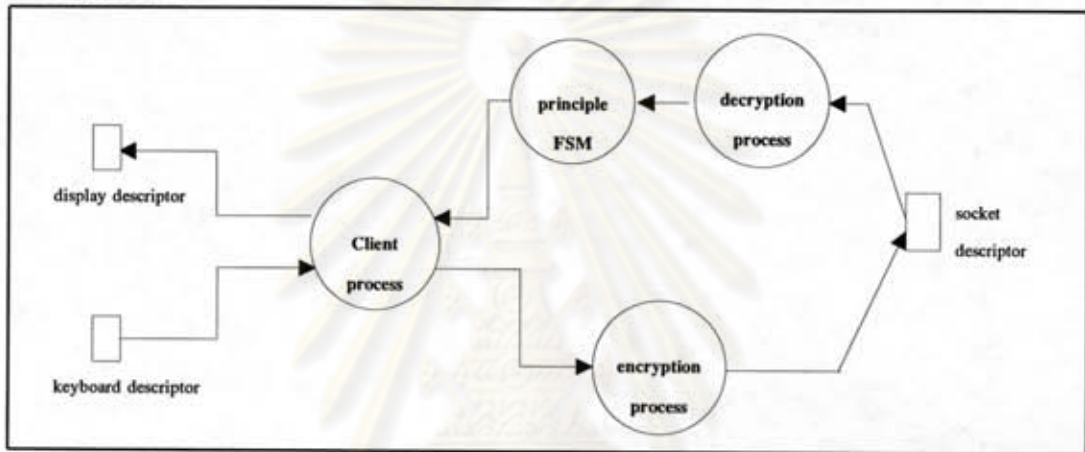 principle
FSM
decryption
process
display descriptor
Client
process
socket
descriptor
keyboard descriptor
encryption
process